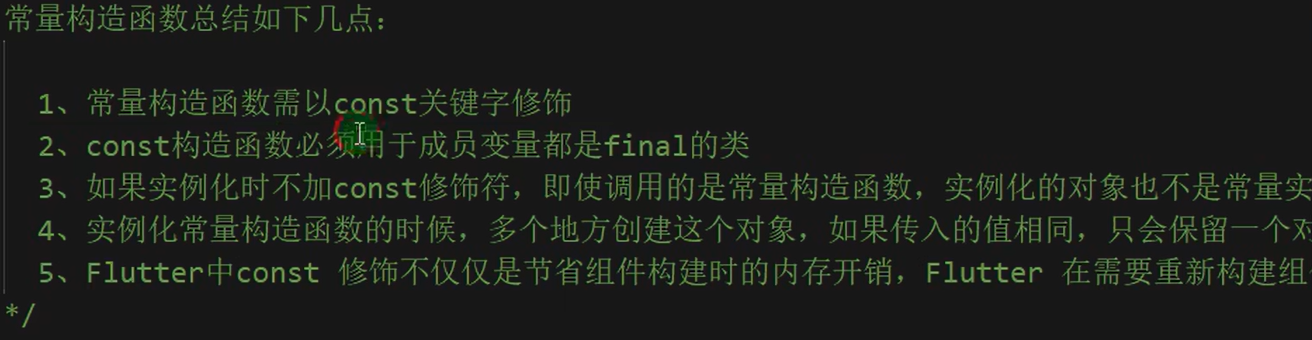 常量构造函数总结如下几点：
1、常量构造函数需以const关键字修饰
2、const构造函数必须用于成员变量都是final的类
3、如果实例化时不加const修饰符，即使调用的是常量构造函数，实例化的对象也不是常量实
4、实例化常量构造函数的时候，多个地方创建这个对象，如果传入的值相同，只会保留一个对
5、Flutter中const 修饰不仅仅是节省组件构建时的内存开销，Flutter 在需要重新构建组
*/